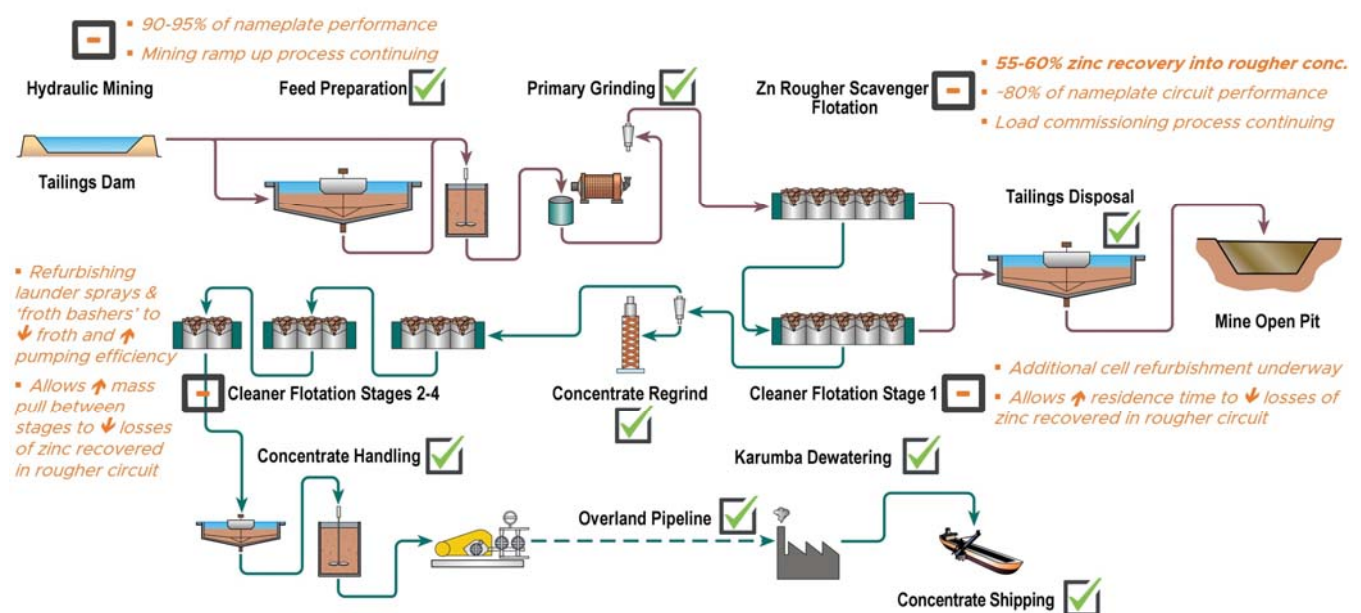 ▪ 90-95% of nameplate performance
▪ Mining ramp up process continuing
Hydraulic Mining
Feed Preparation
Primary Grinding
Zn Rougher Scavenger
Flotation
▪ 55-60% zinc recovery into rougher conc.
▪ ~80% of nameplate circuit performance
▪ Load commissioning process continuing
Tailings Dam
Tailings Disposal
Mine Open Pit
▪ Refurbishing
launder sprays &
‘froth bashers’ to
↓ froth and ↑
pumping efficiency
▪ Allows ↑ mass
pull between
stages to ↓ losses
of zinc recovered
in rougher circuit
Cleaner Flotation Stages 2-4
Concentrate Regrind
Cleaner Flotation Stage 1
▪ Additional cell refurbishment underway
▪ Allows ↑ residence time to ↓ losses of
zinc recovered in rougher circuit
Concentrate Handling
Overland Pipeline
Karumba Dewatering
Concentrate Shipping